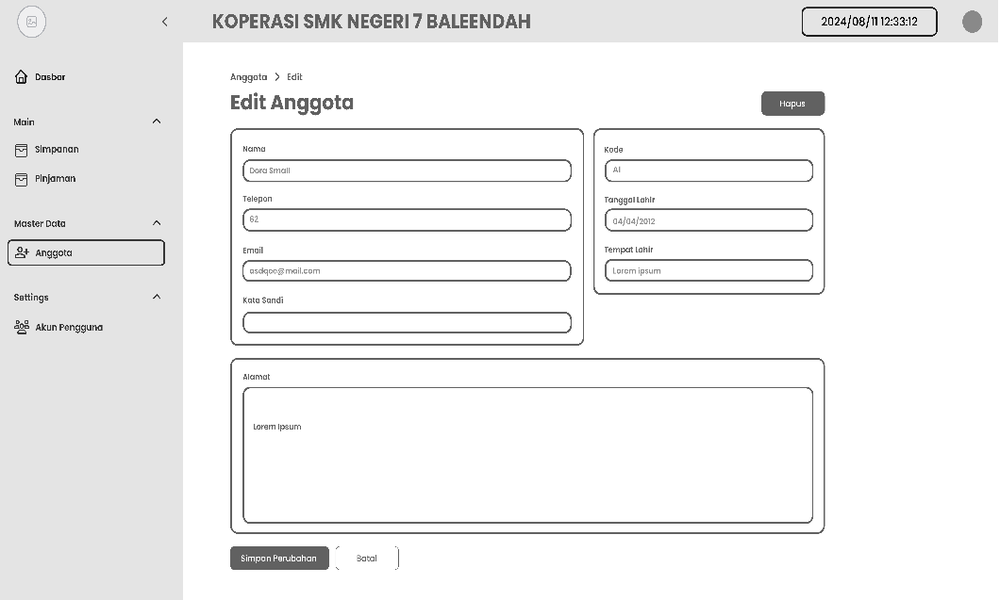 KOPERASI SMK NEGERI 7 BALEENDAH
2024/08/11 12:33:12
Dasbor
Main
Simpanan
Pinjaman
Master Data
Anggota
Settings
Akun Pengguna
Anggota > Edit
Edit Anggota
Hapus
Nama
Dora Small
Telepon
62
Email
asdqee@mail.com
Kata Sandi
Kode
A1
Tanggal Lahir
04/04/2012
Tempat Lahir
Lorem ipsum
Alamat
Lorem Ipsum
Simpan Perubahan
Batal